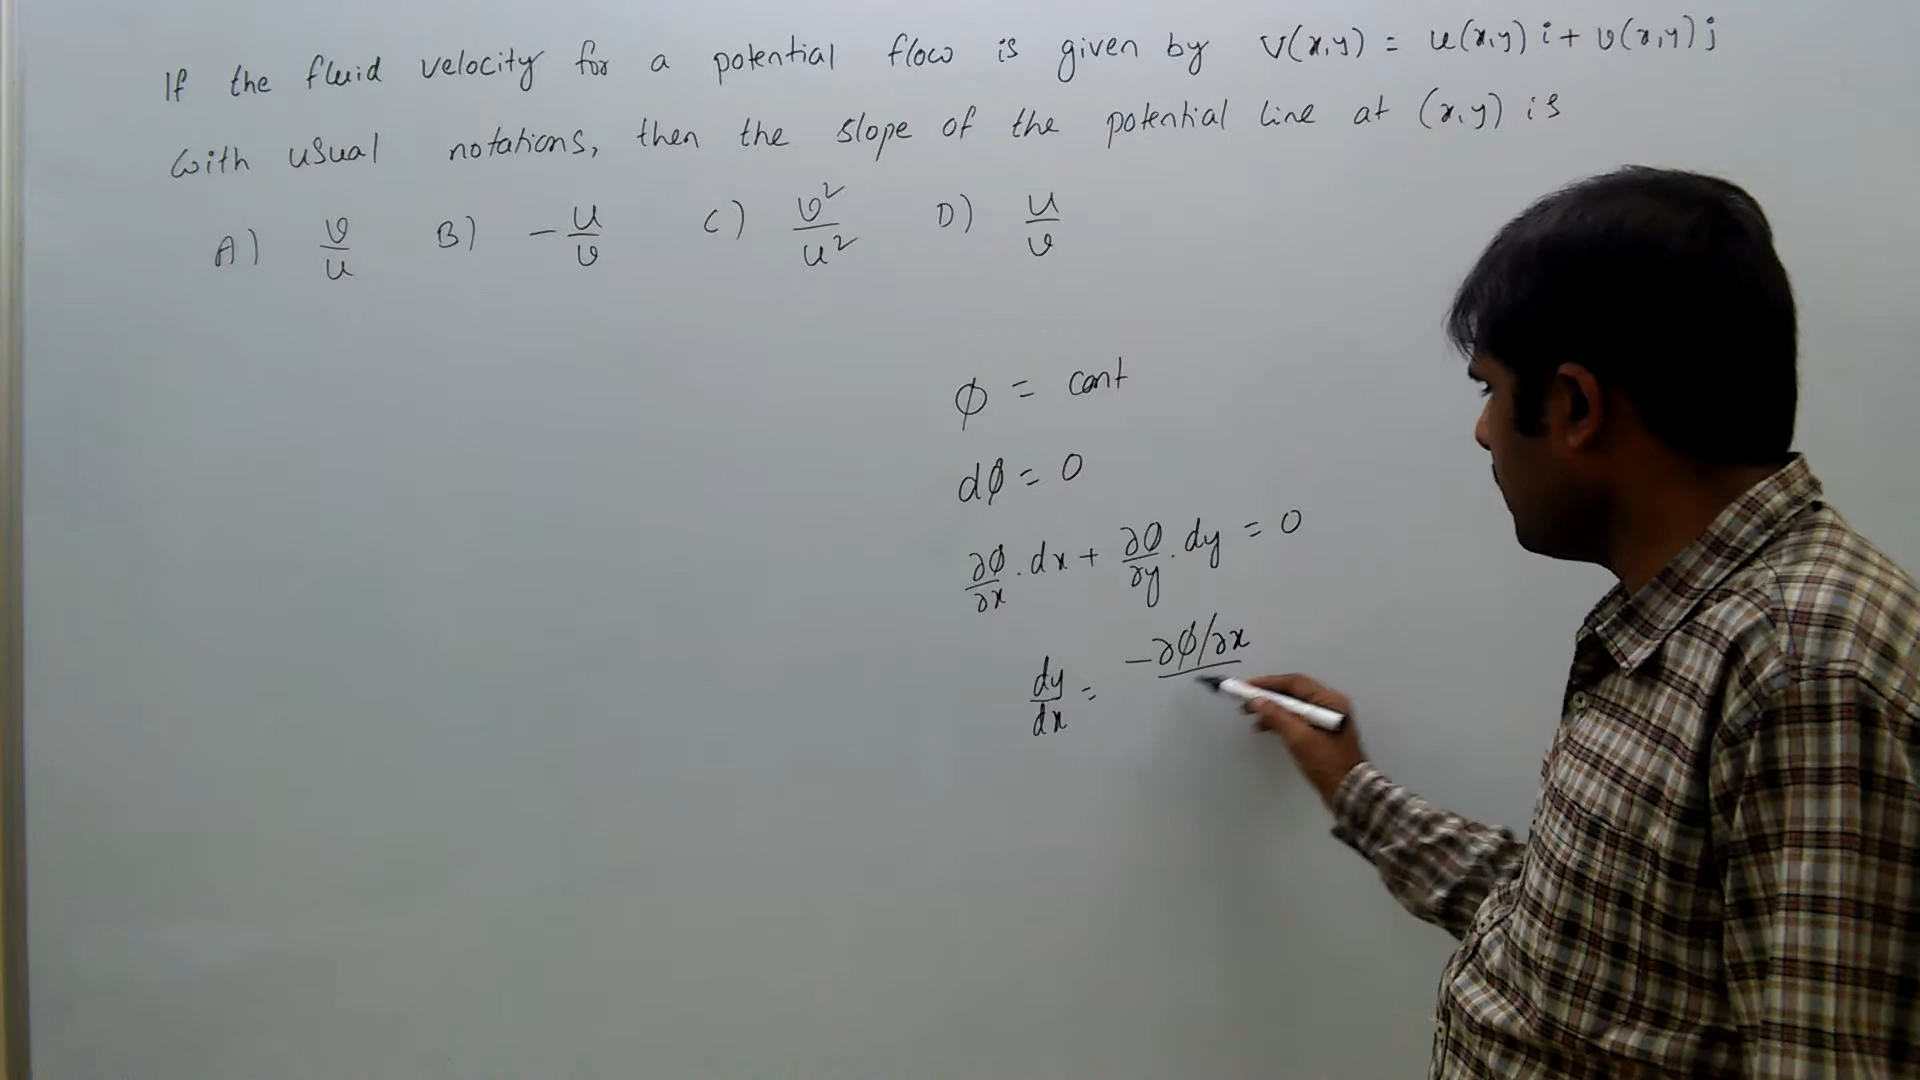 If the fluid velocity for a potential flow is given by V(x,y) = u(x,y) i + v(x,y) j
with usual notations, then the slope of the potential line at (x,y) is
A) v/u B) -u/v C) v²/u² D) u/v
ϕ = cont
dϕ = 0
∂ϕ/∂x . dx + ∂ϕ/∂y . dy = 0
dy/dx = -∂ϕ/∂x